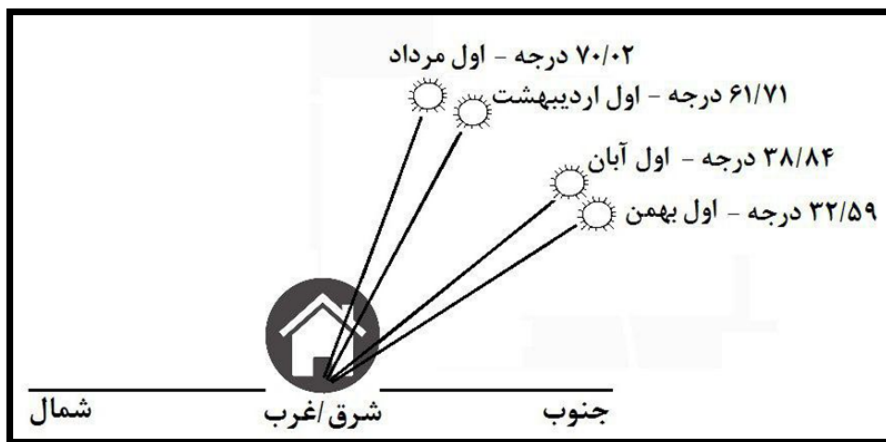 ۷۰/۰۲ درجه – اول مرداد
۶۱/۷۱ درجه – اول اردیبهشت
۳۸/۸۴ درجه – اول آبان
۳۲/۵۹ درجه – اول بهمن
جنوب
شرق/غرب
شمال